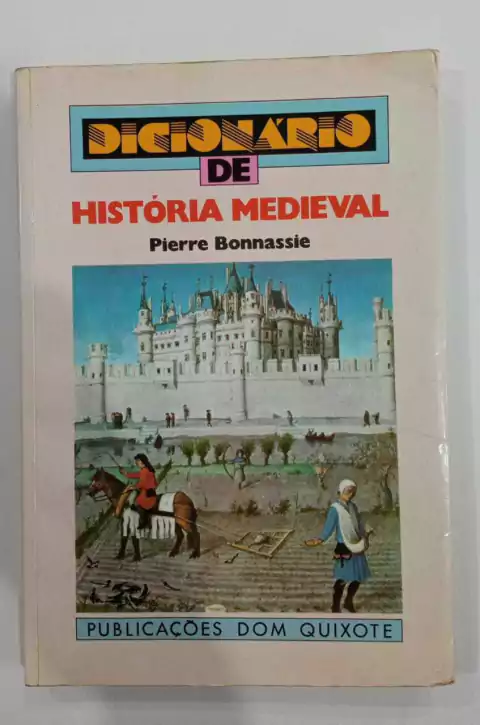 DICIONÁRIO
DE
HISTÓRIA MEDIEVAL
Pierre Bonnassie
PUBLICAÇÕES DOM QUIXOTE